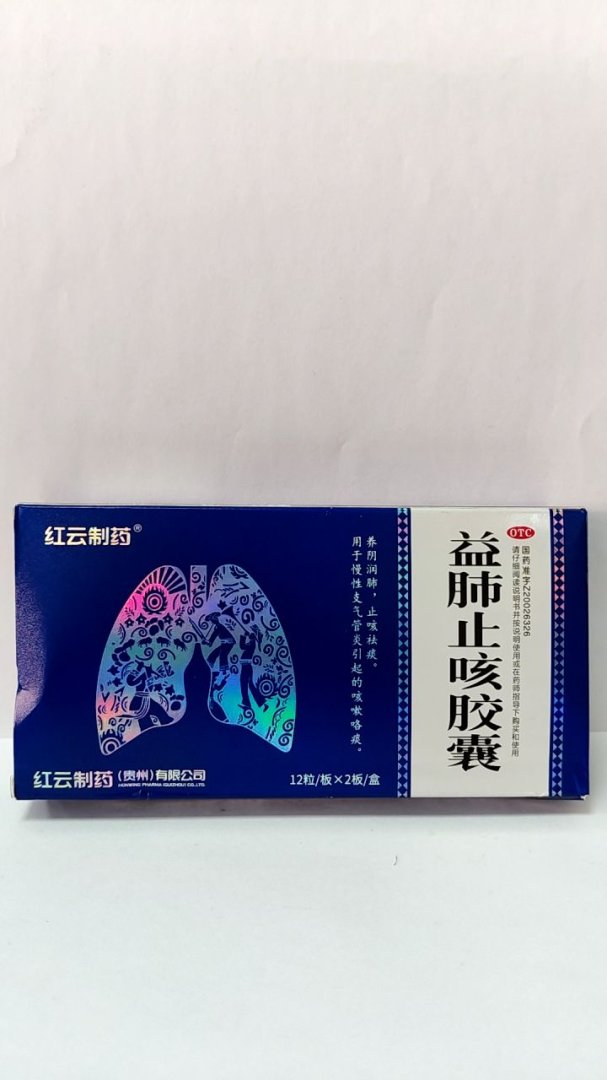 红云制药®
养阴润肺，止咳祛痰。
用于慢性支气管炎引起的咳嗽咯痰。
红云制药(贵州)有限公司
HONWING PHARMA (GUIZHOU) CO.,LTD.
12粒/板×2板/盒
OTC
国药准字Z20026326
请仔细阅读说明书并按说明使用或在药师指导下购买和使用
益肺止咳胶囊